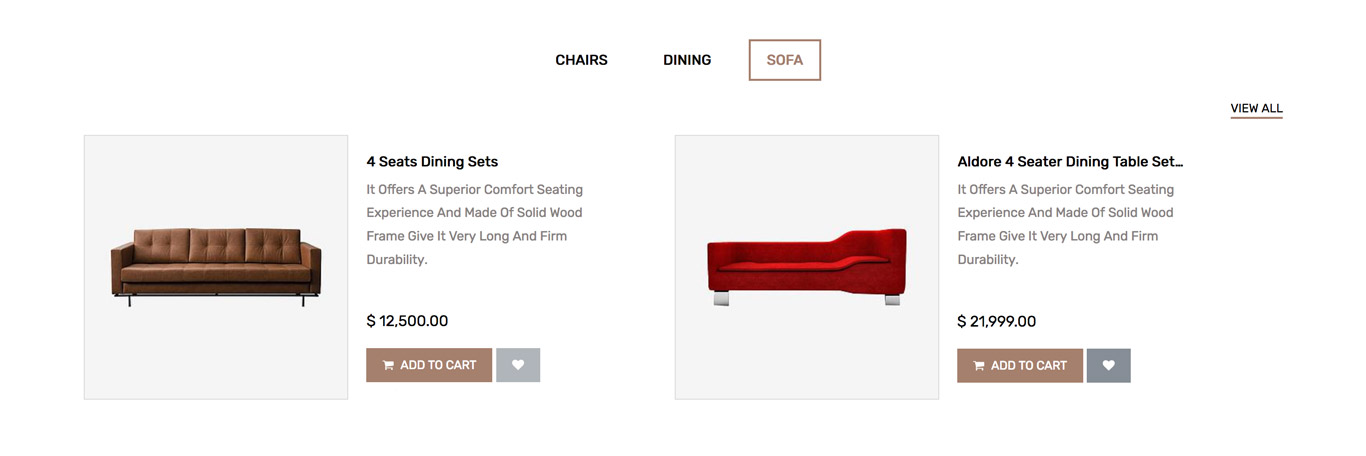 CHAIRS DINING SOFA
VIEW ALL
4 Seats Dining Sets
It Offers A Superior Comfort Seating
Experience And Made Of Solid Wood
Frame Give It Very Long And Firm
Durability.
$ 12,500.00
ADD TO CART
Aldore 4 Seater Dining Table Set...
It Offers A Superior Comfort Seating
Experience And Made Of Solid Wood
Frame Give It Very Long And Firm
Durability.
$ 21,999.00
ADD TO CART